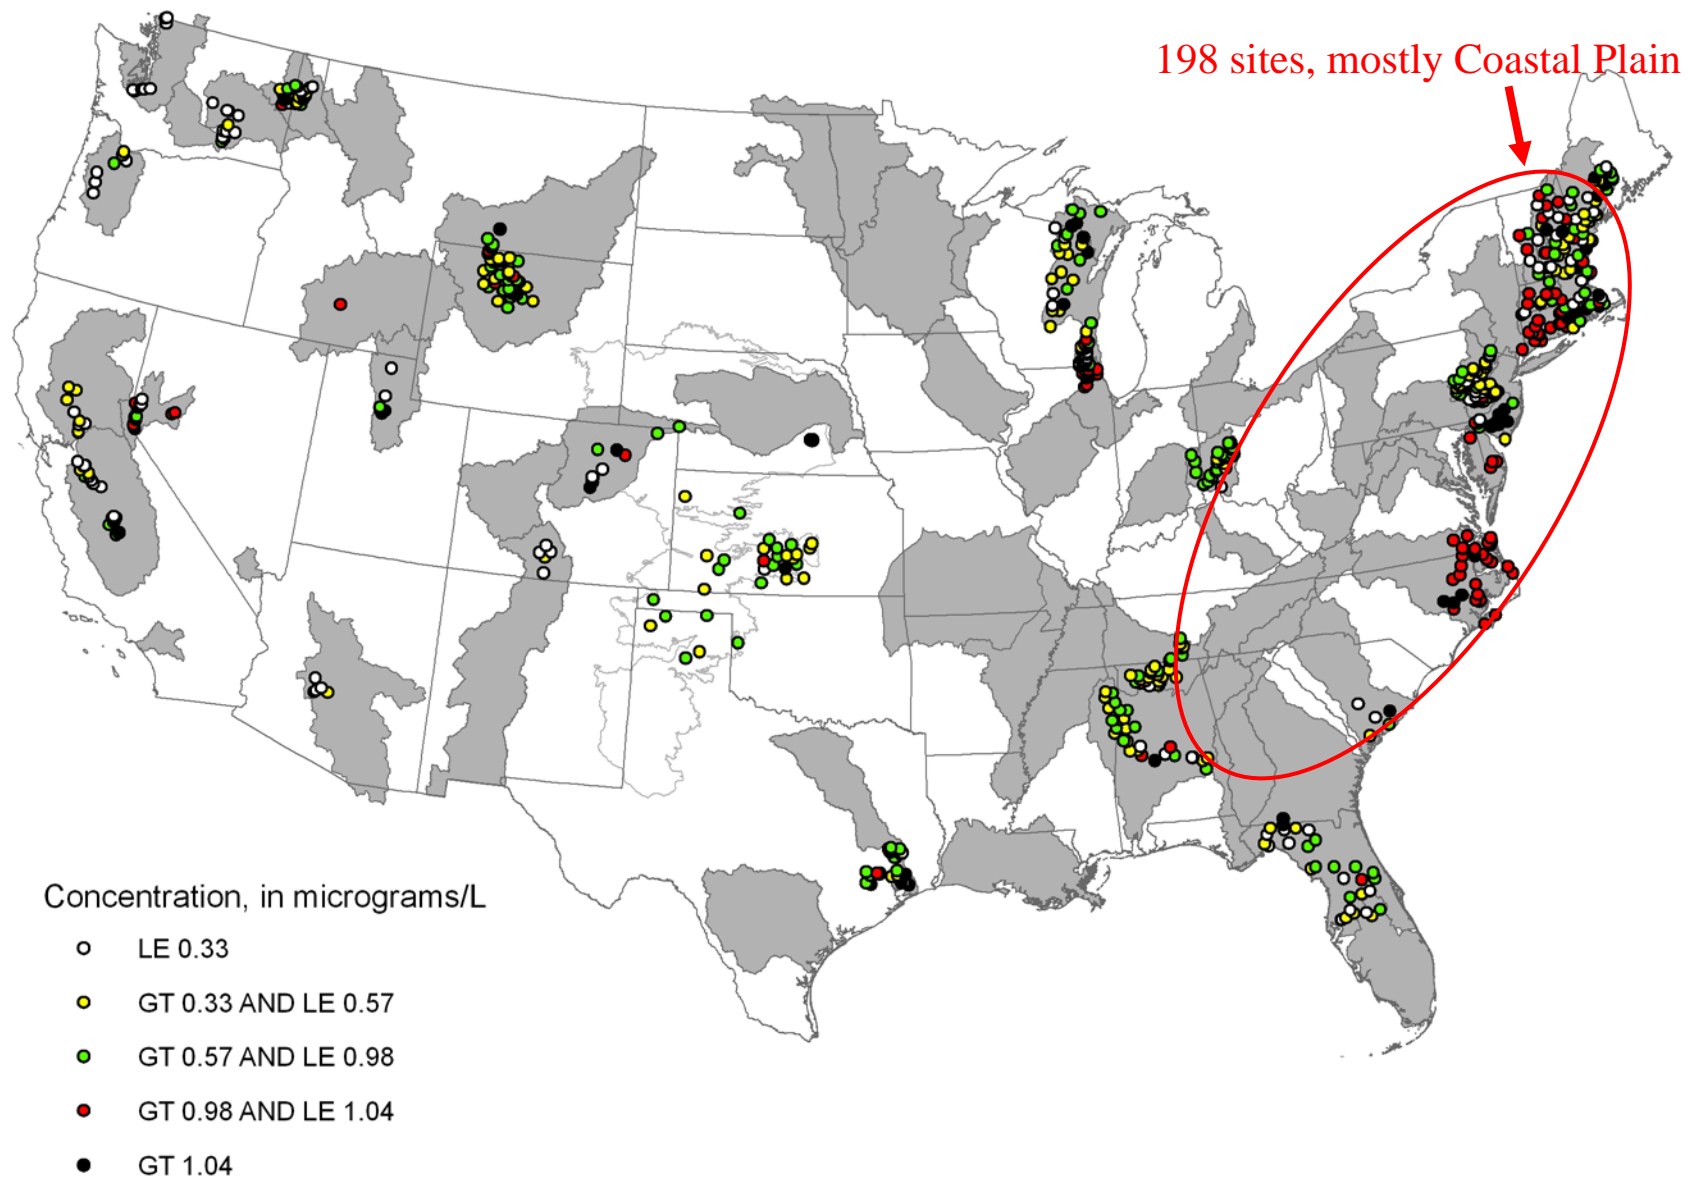 198 sites, mostly Coastal Plain
Concentration, in micrograms/L
LE 0.33
GT 0.33 AND LE 0.57
GT 0.57 AND LE 0.98
GT 0.98 AND LE 1.04
GT 1.04